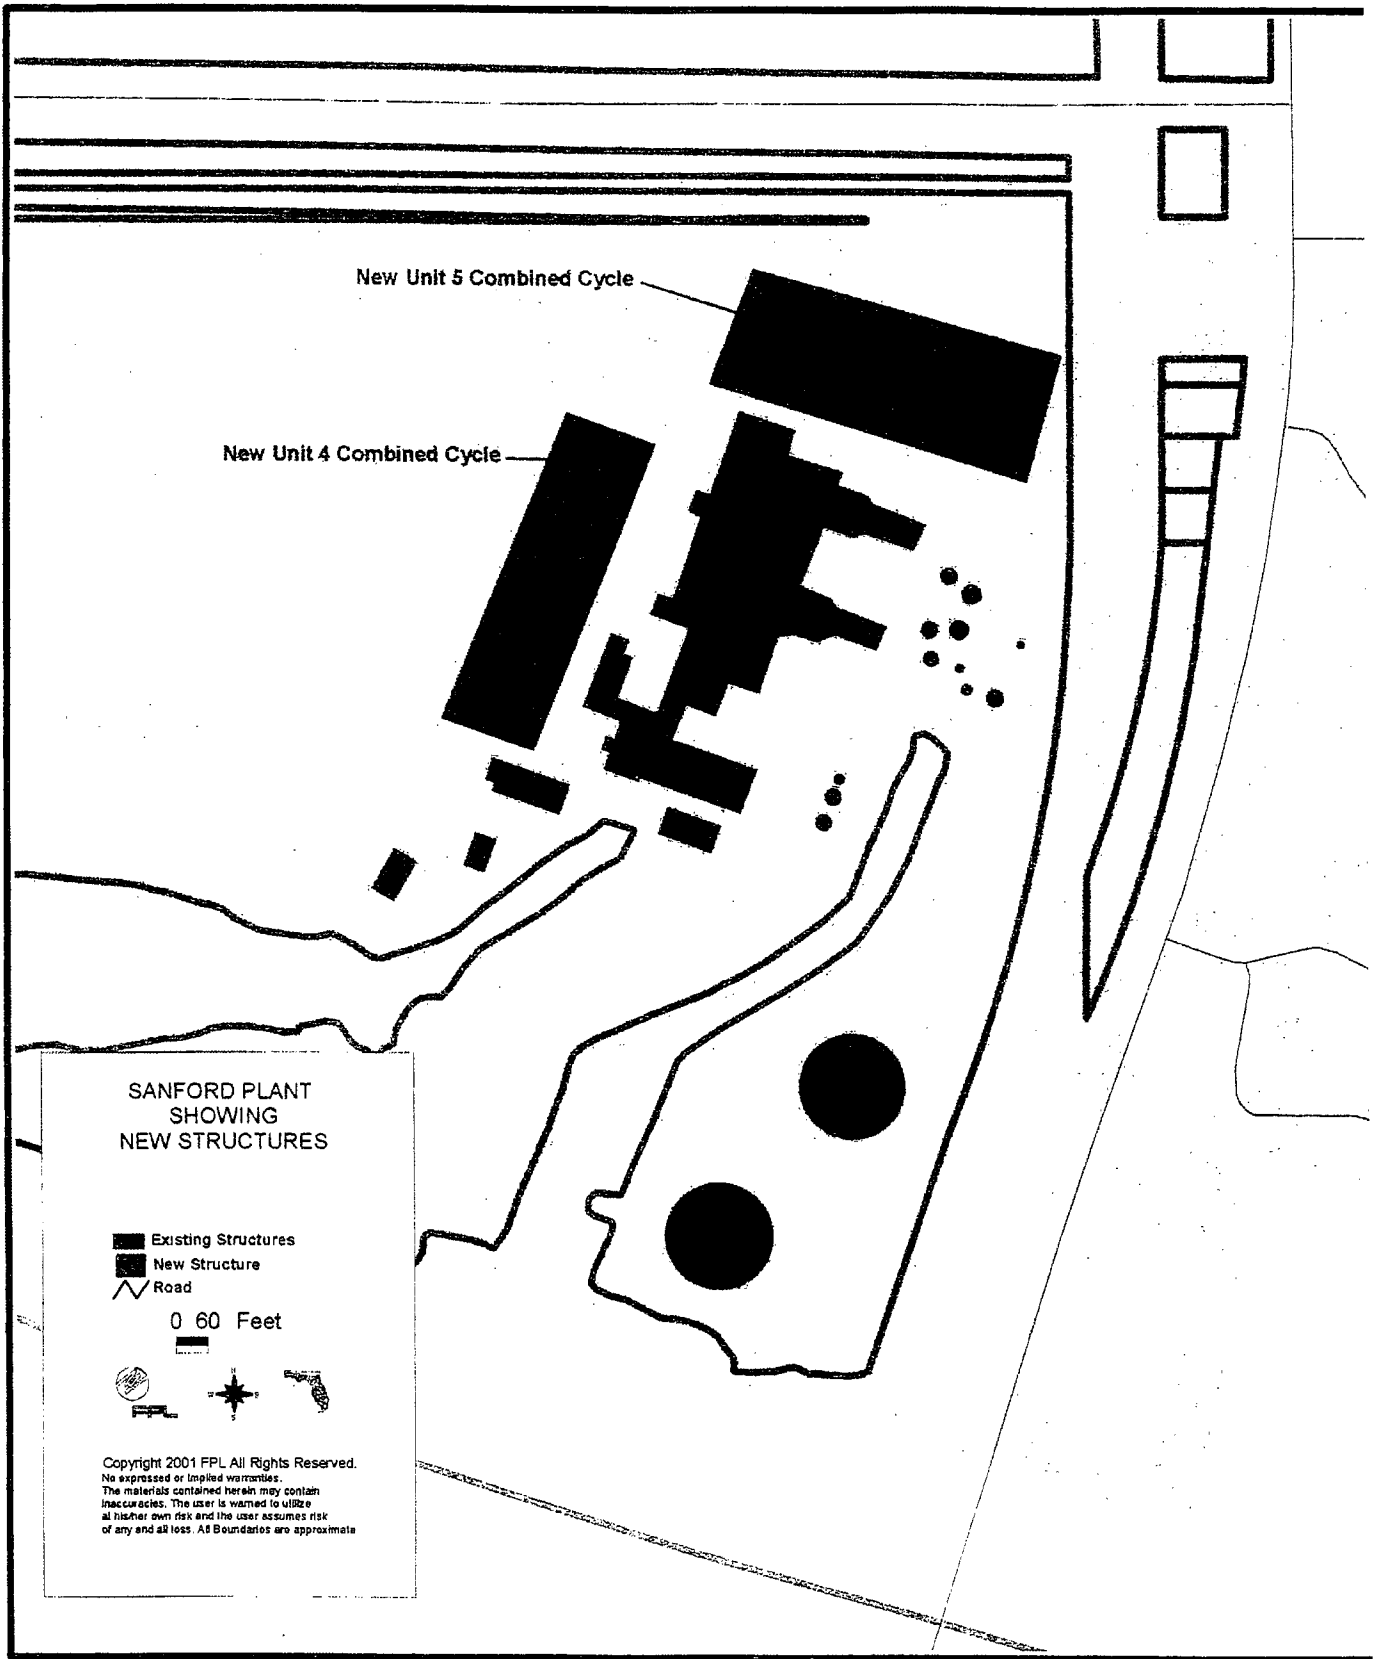 New Unit 5 Combined Cycle
New Unit 4 Combined Cycle
SANFORD PLANT
SHOWING
NEW STRUCTURES
Existing Structures
New Structure
Road
0 60 Feet
FPL
Copyright 2001 FPL All Rights Reserved.
No expressed or Implied warranties.
The materials contained herein may contain
inaccuracies. The user is warned to utilize
at his/her own risk and the user assumes risk
of any and all loss. All Boundaries are approximate